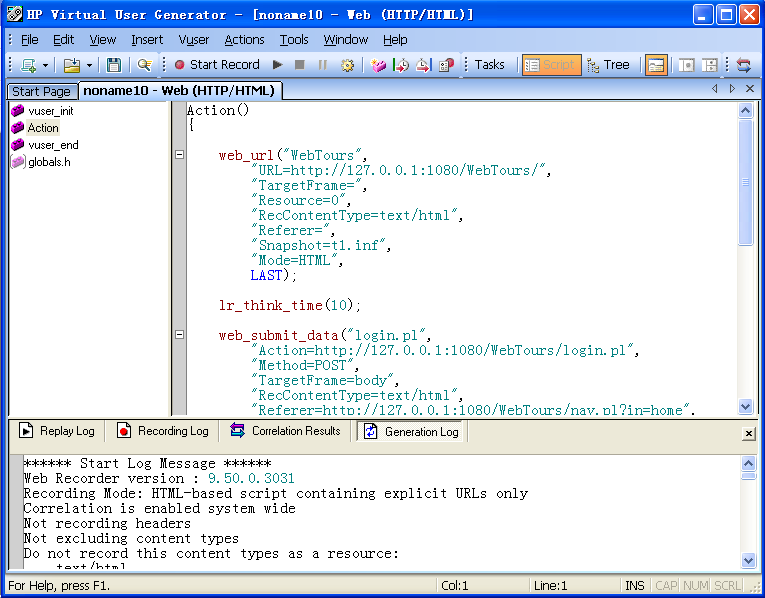 HP Virtual User Generator - [noname10 - Web (HTTP/HTML)]
File Edit View Insert Vuser Actions Tools Window Help
Start Record Tasks Script Tree
Start Page noname10 - Web (HTTP/HTML)
vuser_init
Action
vuser_end
globals.h
Action()
{
web_url("WebTours",
"URL=http://127.0.0.1:1080/WebTours/",
"TargetFrame=",
"Resource=0",
"RecContentType=text/html",
"Referer=",
"Snapshot=t1.inf",
"Mode=HTML",
LAST);
lr_think_time(10);
web_submit_data("login.pl",
"Action=http://127.0.0.1:1080/WebTours/login.pl",
"Method=POST",
"TargetFrame=body",
"RecContentType=text/html",
"Referer=http://127.0.0.1:1080/WebTours/nav.pl?in=home",
Replay Log Recording Log Correlation Results Generation Log
****** Start Log Message ******
Web Recorder version : 9.50.0.3031
Recording Mode: HTML-based script containing explicit URLs only
Correlation is enabled system wide
Not recording headers
Not excluding content types
Do not record this content types as a resource:
text/html
For Help, press F1. Col:1 Line:1 INS CAP NUM SCRL